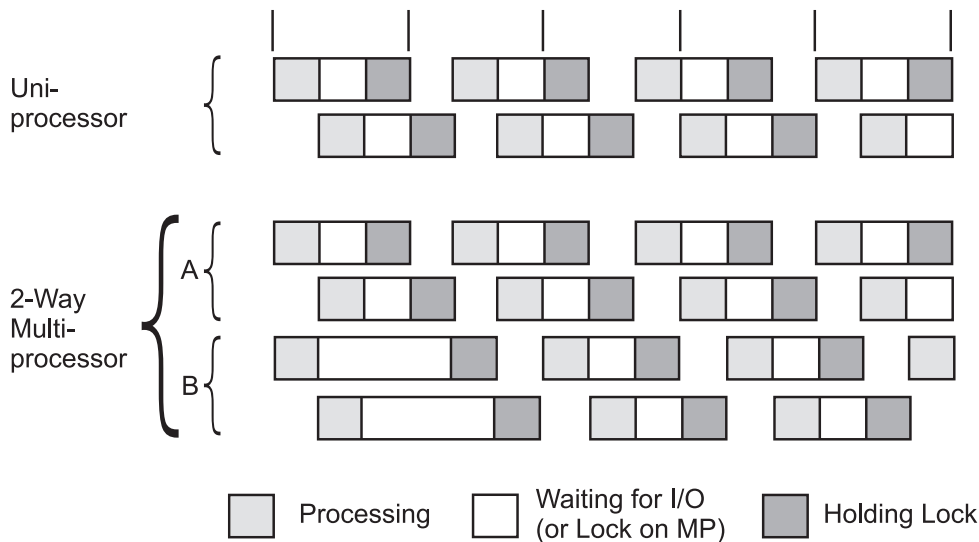 Uni-
processor
2-Way
Multi-
processor
A
B
Processing
Waiting for I/O
(or Lock on MP)
Holding Lock